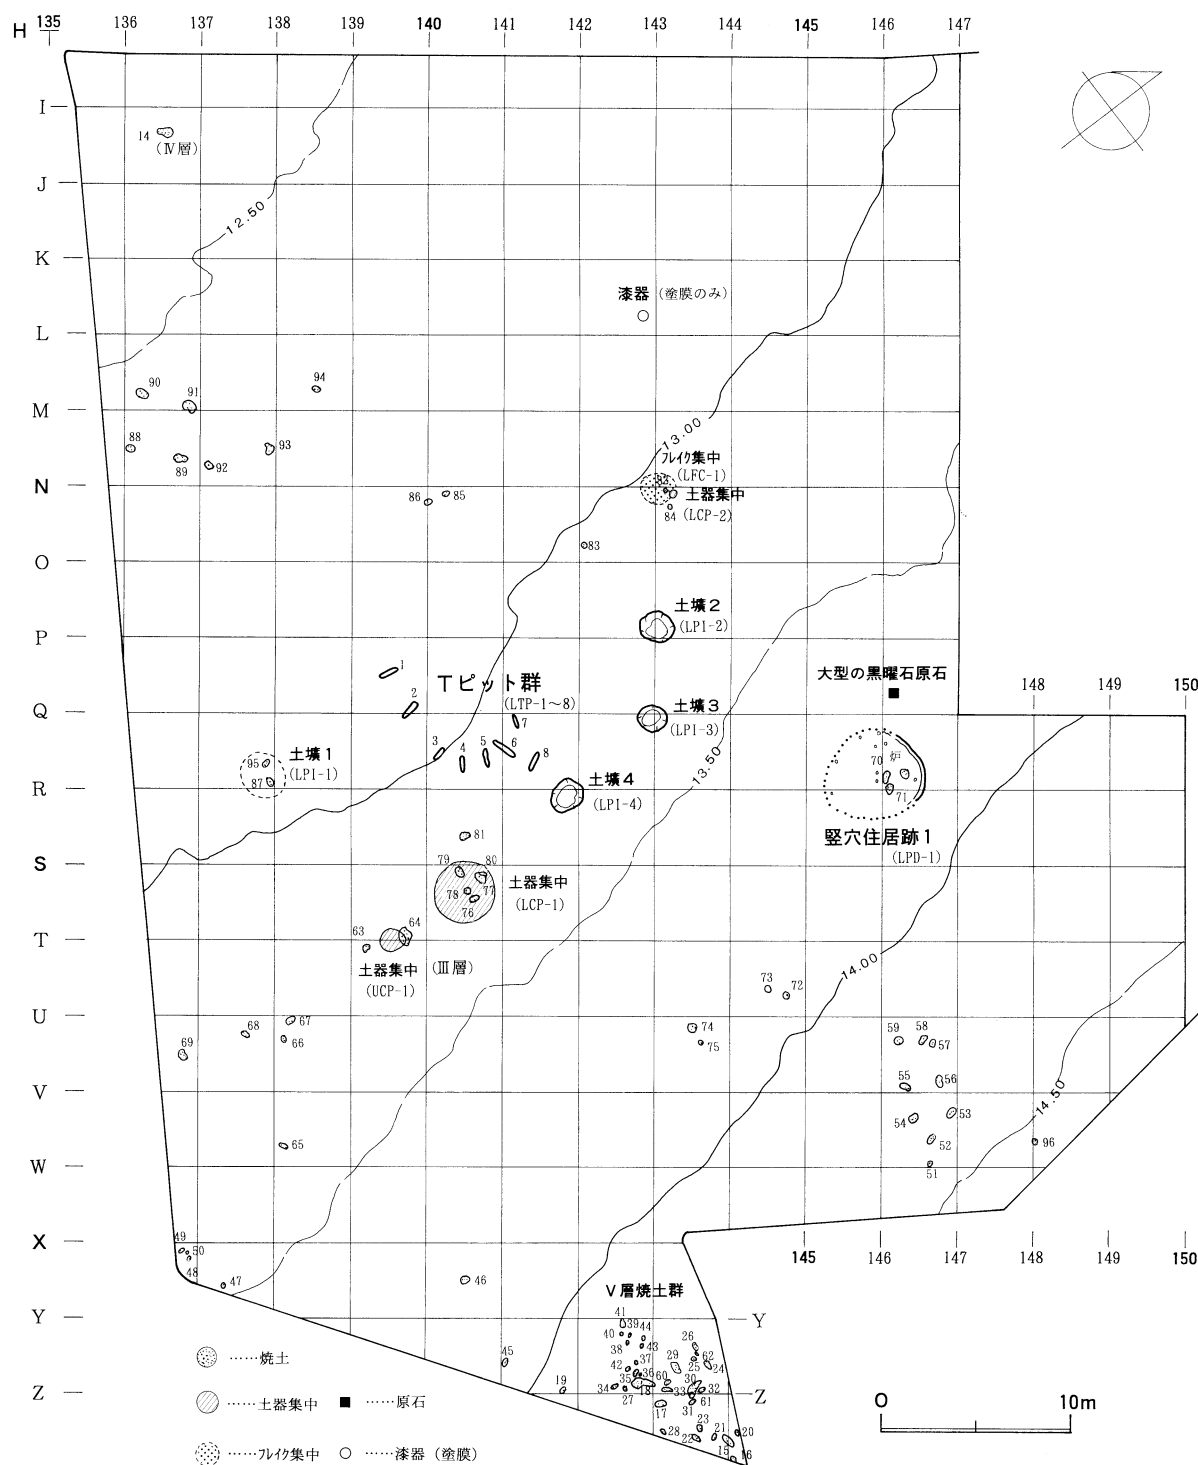 H 135 136 137 138 139 140 141 142 143 144 145 146 147
I
14
(Ⅳ層)
J
12.50
K
漆器 (塗膜のみ)
L
90 91 94
M
88 93
89 92
13.00
フレイク集中
(LFC-1)
N
86 85
82 土器集中
84 (LCP-2)
83
O
土壙2
(LPI-2)
P
1
2
Tピット群
(LTP-1～8)
大型の黒曜石原石
148 149 150
Q
7
土壙3
(LPI-3)
3 4 5 6 8
土壙1
(LPI-1)
95
87
13.50
炉
70
71
R
土壙4
(LPI-4)
81
竪穴住居跡1
(LPD-1)
S
79 80
78 77
76
土器集中
(LCP-1)
63 64
T
土器集中 (Ⅲ層)
(UCP-1)
14.00
73 72
U
69 68 67
66
74
75
59 58
57
V
55 56
54 53
52
51
14.50
96
65
W
49
50
48
47
X
145 146 147 148 149 150
46
V層焼土群
Y Y
41
40 39 44
38 43
26
62
45
42 37
36
29 25 24
19
35
34 27 18
60
33 30 32
61
31
Z Z
17
28
23
22
21 20
15 16
……焼土
……土器集中 ……原石
……フレイク集中 ……漆器 (塗膜)
0 10m